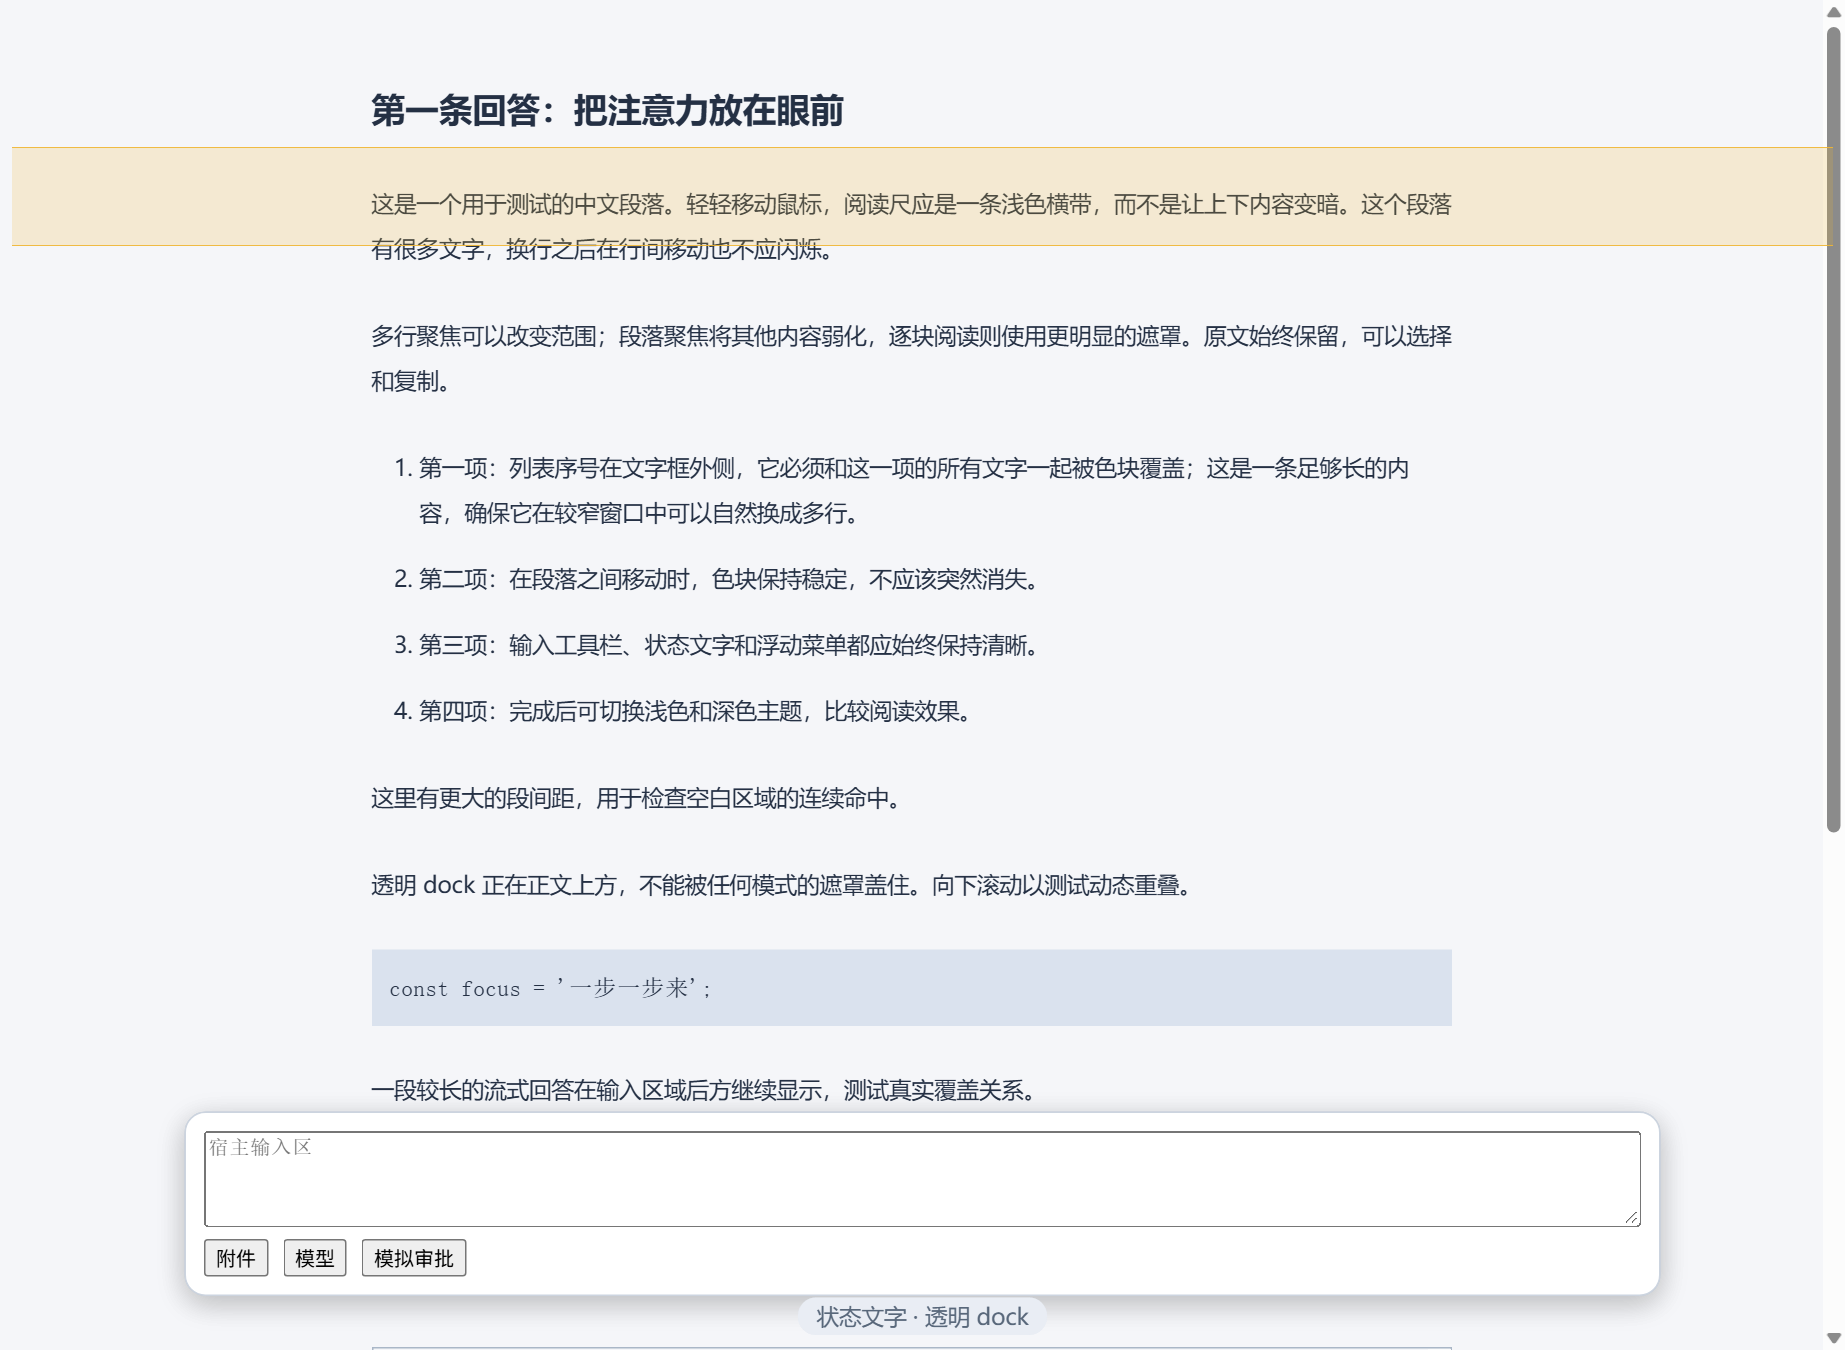 第一条回答：把注意力放在眼前
这是一个用于测试的中文段落。轻轻移动鼠标，阅读尺应是一条浅色横带，而不是让上下内容变暗。这个段落
有很多文字，换行之后在行间移动也不应闪烁。
多行聚焦可以改变范围；段落聚焦将其他内容弱化，逐块阅读则使用更明显的遮罩。原文始终保留，可以选择
和复制。
1. 第一项：列表序号在文字框外侧，它必须和这一项的所有文字一起被色块覆盖；这是一条足够长的内
容，确保它在较窄窗口中可以自然换成多行。
2. 第二项：在段落之间移动时，色块保持稳定，不应该突然消失。
3. 第三项：输入工具栏、状态文字和浮动菜单都应始终保持清晰。
4. 第四项：完成后可切换浅色和深色主题，比较阅读效果。
这里有更大的段间距，用于检查空白区域的连续命中。
透明 dock 正在正文上方，不能被任何模式的遮罩盖住。向下滚动以测试动态重叠。
const focus = '一步一步来';
一段较长的流式回答在输入区域后方继续显示，测试真实覆盖关系。
宿主输入区
附件 模型 模拟审批
状态文字 · 透明 dock